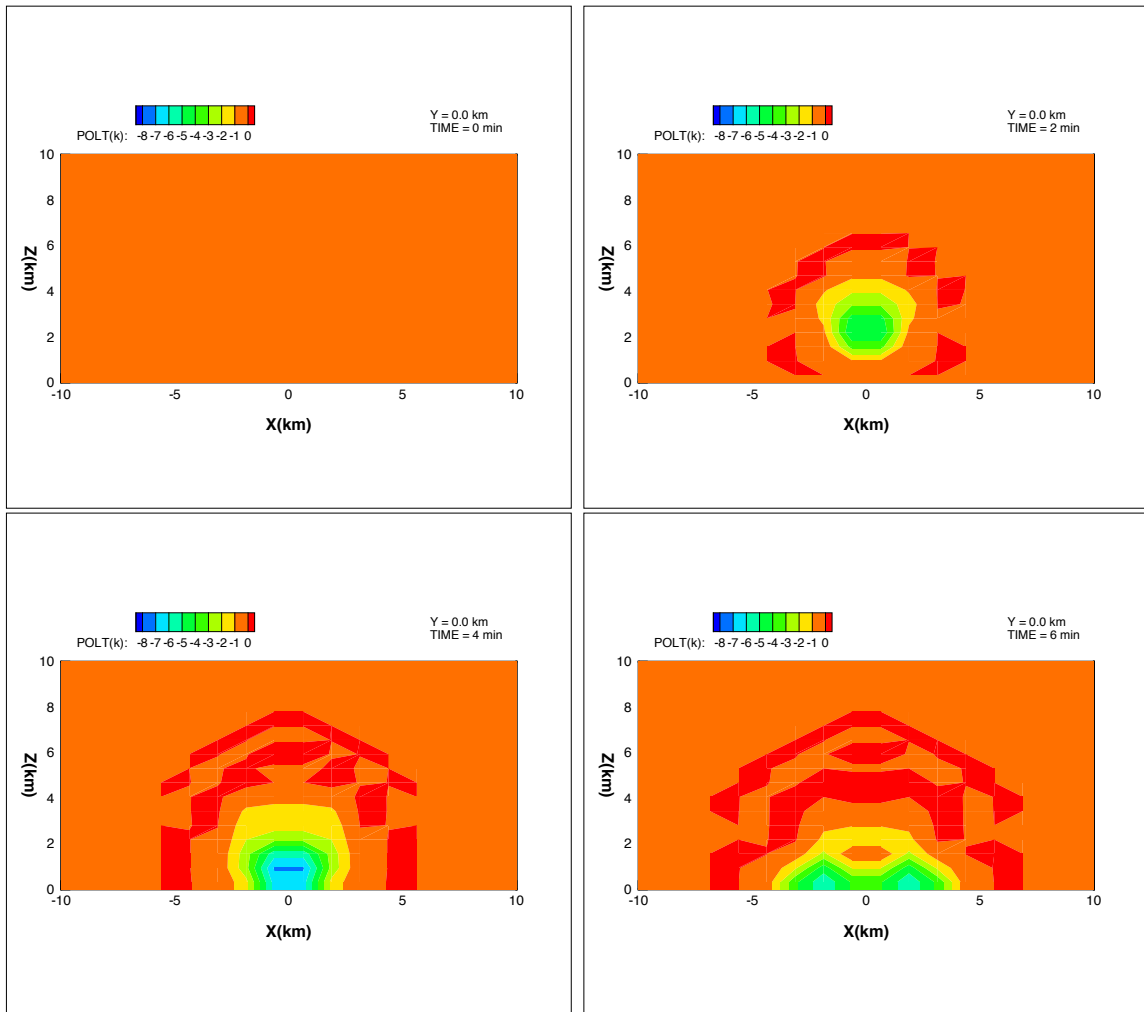 Y = 0.0 km
TIME = 0 min
POLT(k): -8 -7 -6 -5 -4 -3 -2 -1 0
10
8
6
4
2
0
Z(km)
-10 -5 0 5 10
X(km)
Y = 0.0 km
TIME = 2 min
POLT(k): -8 -7 -6 -5 -4 -3 -2 -1 0
10
8
6
4
2
0
Z(km)
-10 -5 0 5 10
X(km)
Y = 0.0 km
TIME = 4 min
POLT(k): -8 -7 -6 -5 -4 -3 -2 -1 0
10
8
6
4
2
0
Z(km)
-10 -5 0 5 10
X(km)
Y = 0.0 km
TIME = 6 min
POLT(k): -8 -7 -6 -5 -4 -3 -2 -1 0
10
8
6
4
2
0
Z(km)
-10 -5 0 5 10
X(km)